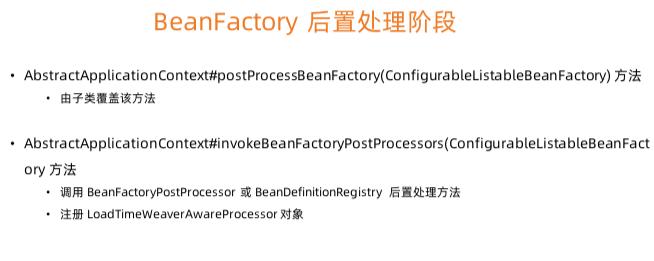 BeanFactory 后置处理阶段
• AbstractApplicationContext#postProcessBeanFactory(ConfigurableListableBeanFactory) 方法
• 由子类覆盖该方法
• AbstractApplicationContext#invokeBeanFactoryPostProcessors(ConfigurableListableBeanFact
ory 方法
• 调用 BeanFactoryPostProcessor 或 BeanDefinitionRegistry 后置处理方法
• 注册 LoadTimeWeaverAwareProcessor 对象